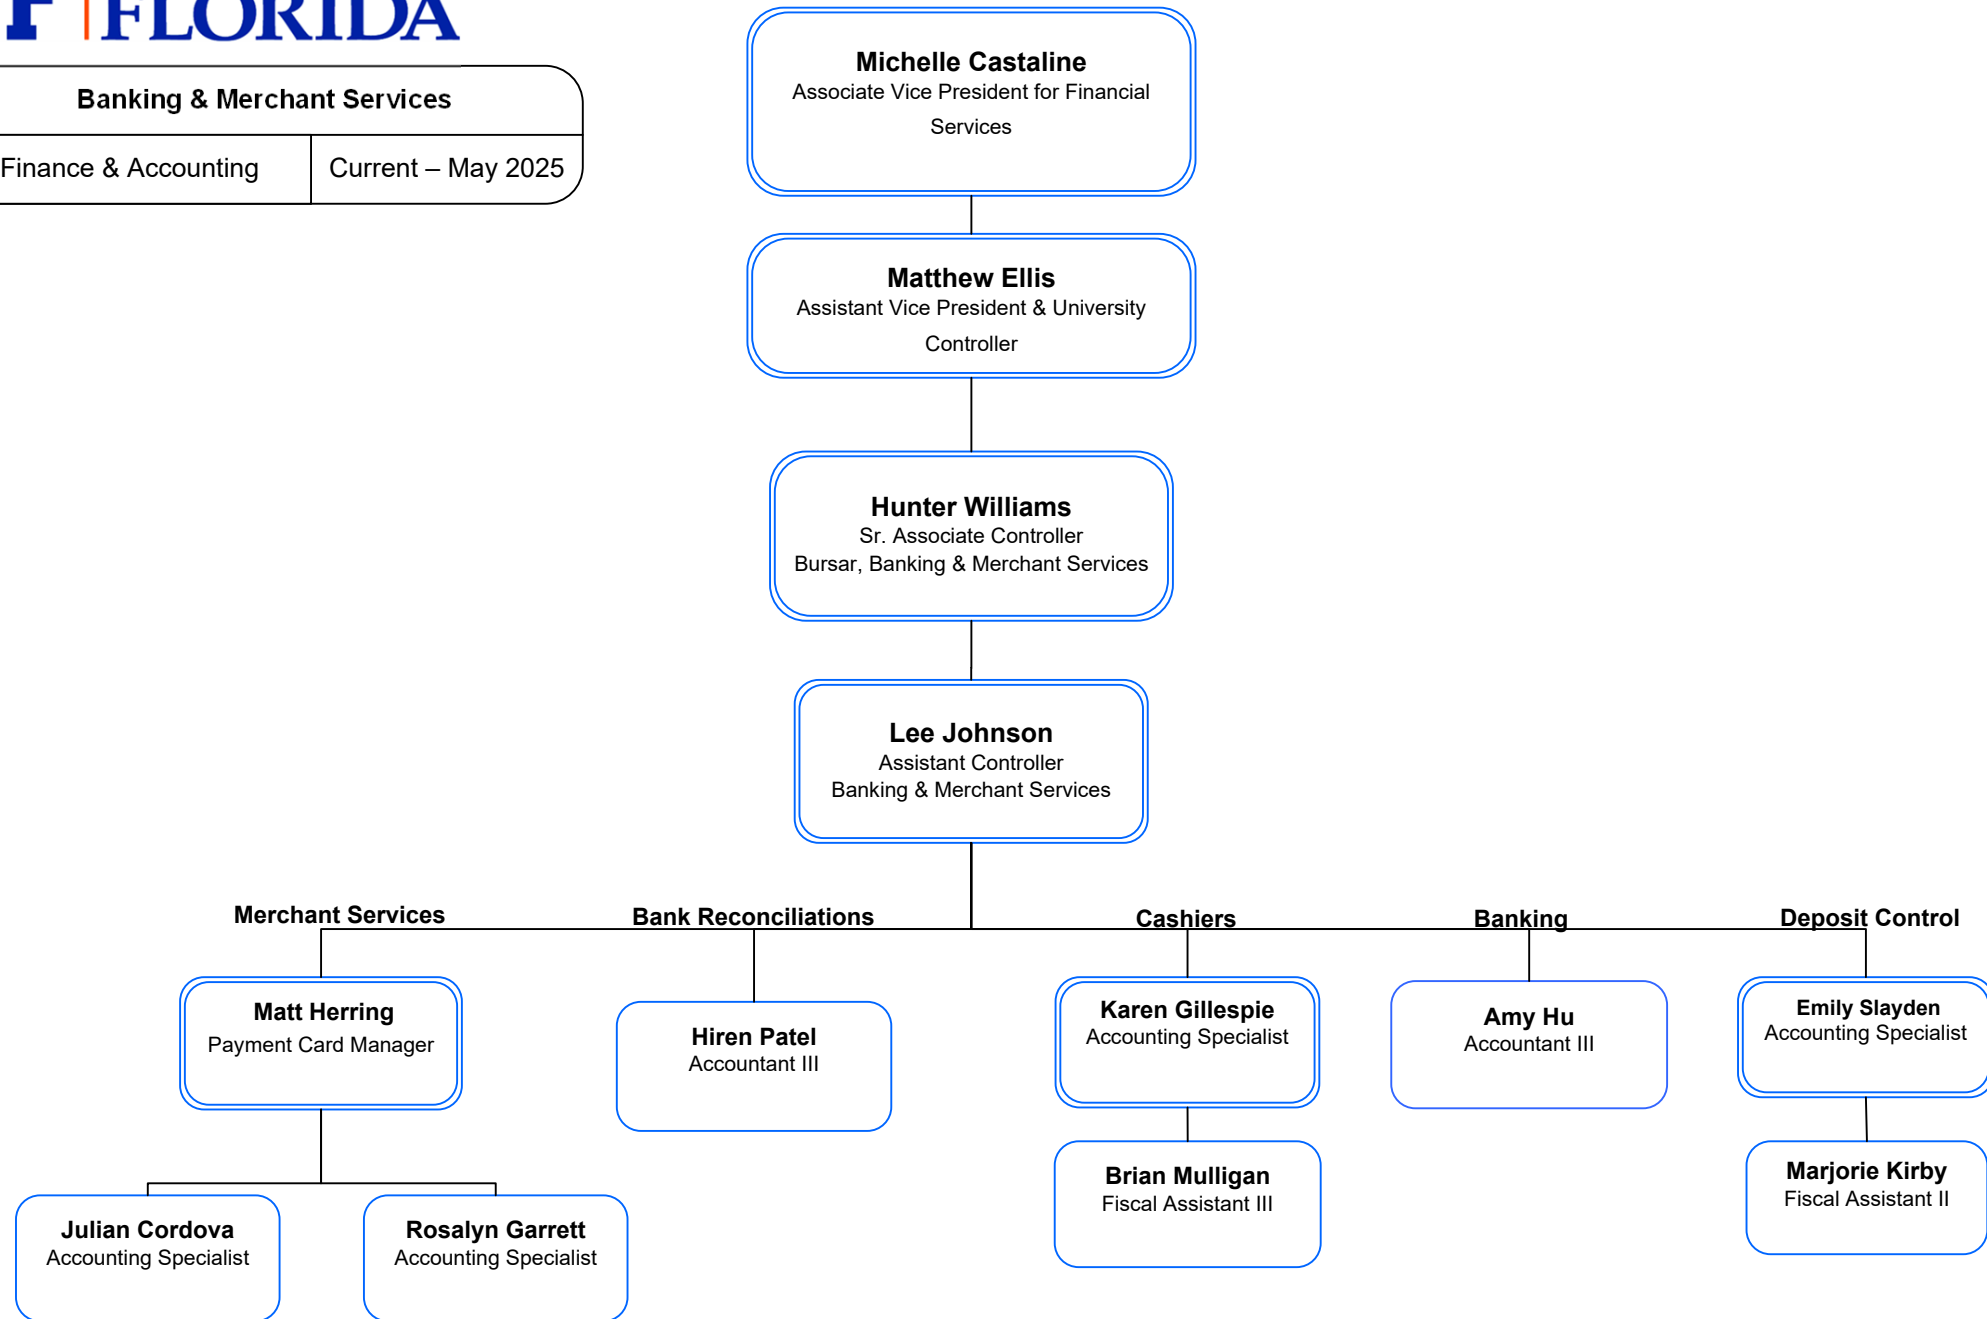 FLORIDA
Banking & Merchant Services
Finance & Accounting
Current – May 2025
Michelle Castaline
Associate Vice President for Financial
Services
Matthew Ellis
Assistant Vice President & University
Controller
Hunter Williams
Sr. Associate Controller
Bursar, Banking & Merchant Services
Lee Johnson
Assistant Controller
Banking & Merchant Services
Merchant Services
Bank Reconciliations
Cashiers
Banking
Deposit Control
Matt Herring
Payment Card Manager
Hiren Patel
Accountant III
Karen Gillespie
Accounting Specialist
Amy Hu
Accountant III
Emily Slayden
Accounting Specialist
Julian Cordova
Accounting Specialist
Rosalyn Garrett
Accounting Specialist
Brian Mulligan
Fiscal Assistant III
Marjorie Kirby
Fiscal Assistant II